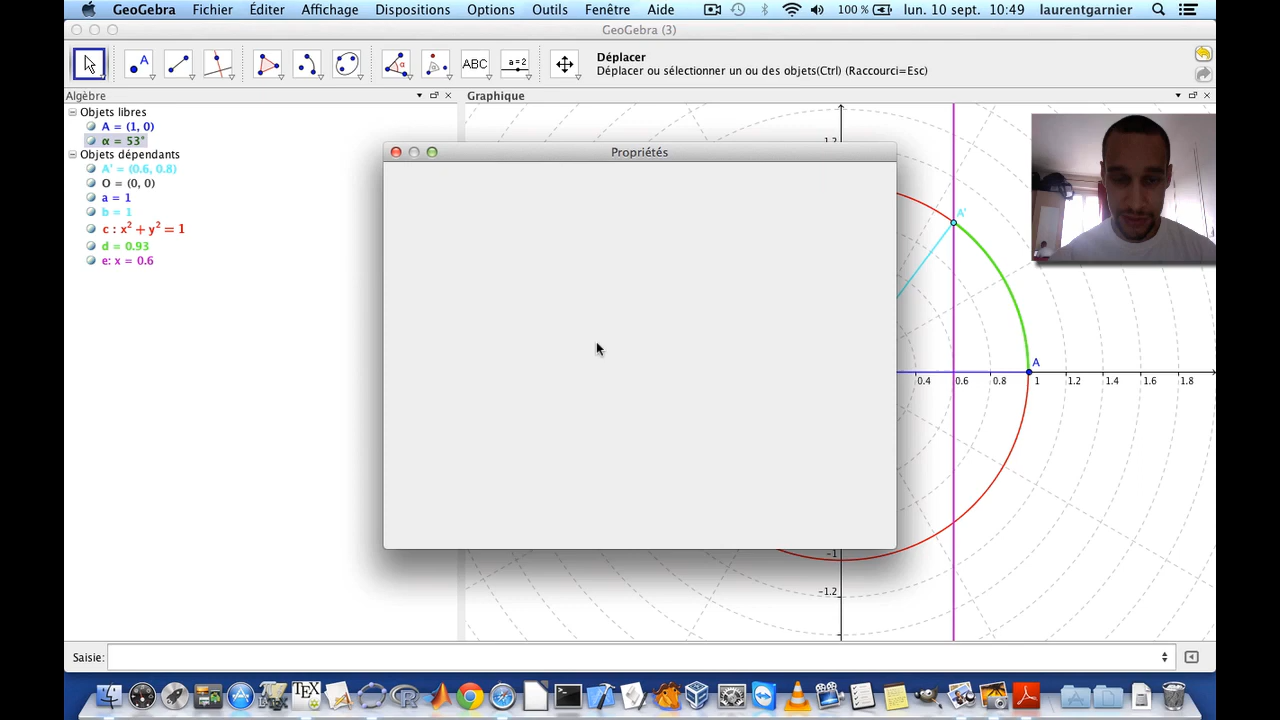 GeoGebra Fichier Éditer Affichage Dispositions Options Outils Fenêtre Aide 100 % lun. 10 sept. 10:49 laurentgarnier
GeoGebra (3)
A ABC a=2 Déplacer
Déplacer ou sélectionner un ou des objets(Ctrl) (Raccourci=Esc)
Algèbre Graphique
Objets libres
A = (1, 0)
α = 53°
Objets dépendants
A' = (0.6, 0.8)
O = (0, 0)
a = 1
b = 1
c : x² + y² = 1
d = 0.93
e: x = 0.6
Propriétés
1.2
A'
A
0.4 0.6 0.8 1 1.2 1.4 1.6 1.8
-1
-1.2
Saisie:
TEX R